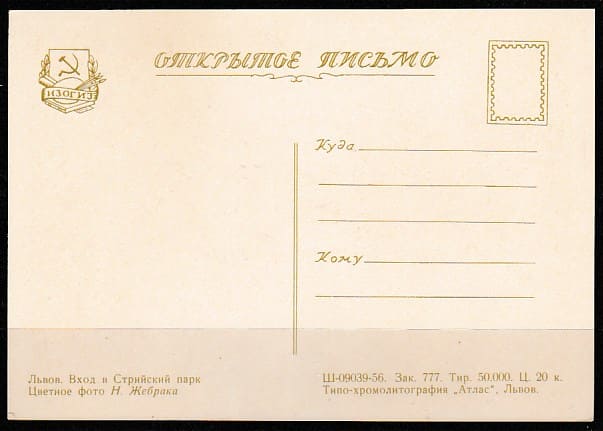 ИЗОГИЗ
ОТКРЫТОЕ ПИСЬМО
Куда
Кому
Львов. Вход в Стрийский парк
Цветное фото Н. Жебрака
Ш-09039-56. Зак. 777. Тир. 50.000. Ц. 20 к.
Типо-хромолитография „Атлас“, Львов.